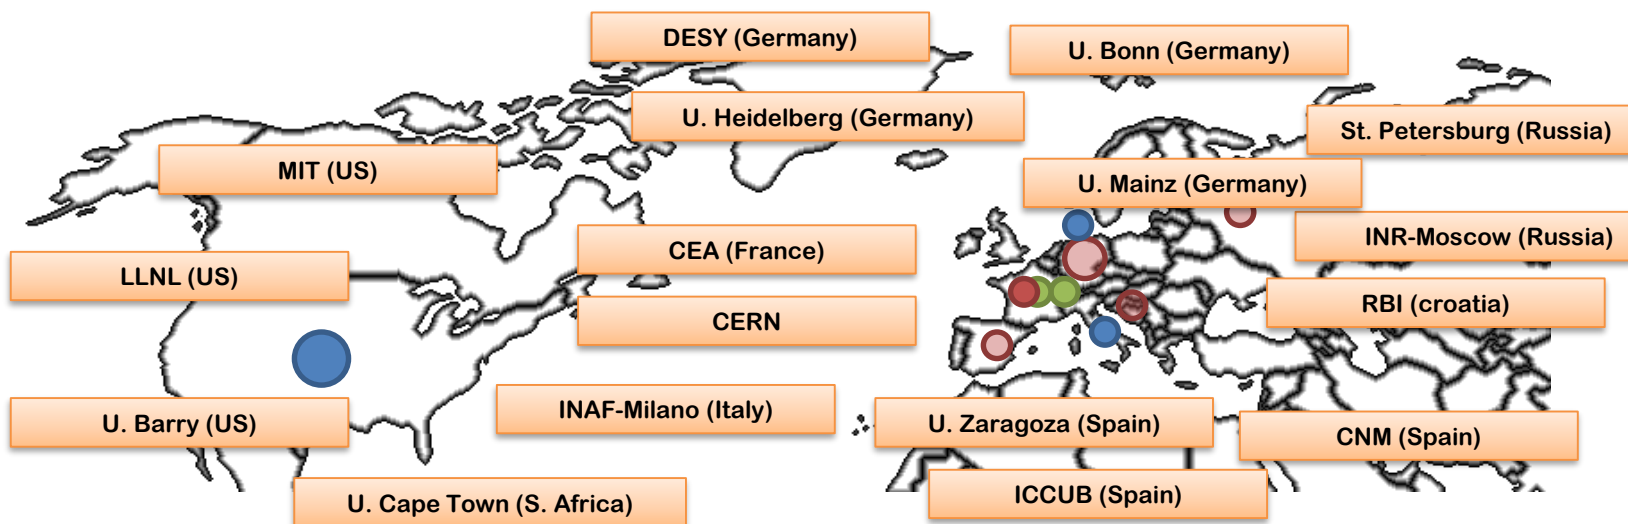 DESY (Germany)
U. Bonn (Germany)
U. Heidelberg (Germany)
St. Petersburg (Russia)
MIT (US)
U. Mainz (Germany)
CEA (France)
INR-Moscow (Russia)
LLNL (US)
RBI (croatia)
CERN
U. Barry (US)
INAF-Milano (Italy)
U. Zaragoza (Spain)
CNM (Spain)
U. Cape Town (S. Africa)
ICCUB (Spain)